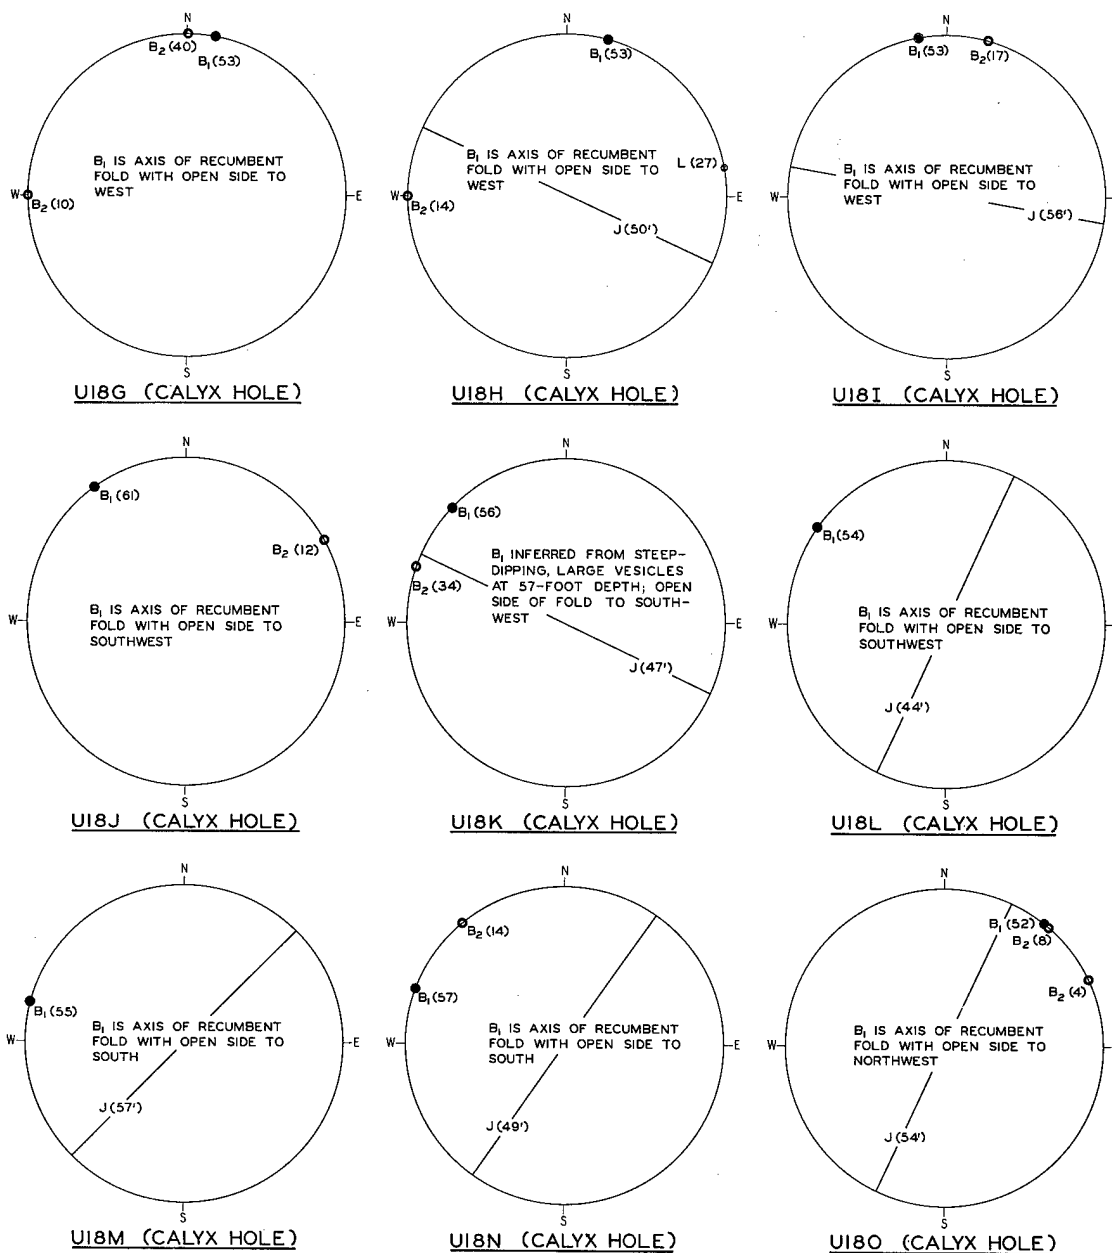 N
B₂(40)
B₁(53)
B₁ IS AXIS OF RECUMBENT
FOLD WITH OPEN SIDE TO
WEST
W
E
B₂(10)
S
U18G (CALYX HOLE)
N
B₁(53)
B₁ IS AXIS OF RECUMBENT
FOLD WITH OPEN SIDE TO
WEST
L (27)
W
E
B₂(14)
J(50')
S
U18H (CALYX HOLE)
N
B₁(53)
B₂(17)
B₁ IS AXIS OF RECUMBENT
FOLD WITH OPEN SIDE TO
WEST
W
J(56')
S
U18I (CALYX HOLE)
N
B₁(61)
B₂(12)
B₁ IS AXIS OF RECUMBENT
FOLD WITH OPEN SIDE TO
SOUTHWEST
W
E
S
U18J (CALYX HOLE)
N
B₁(56)
B₂(34)
B₁ INFERRED FROM STEEP-
DIPPING, LARGE VESICLES
AT 57-FOOT DEPTH; OPEN
SIDE OF FOLD TO SOUTH-
WEST
W
E
J(47')
S
U18K (CALYX HOLE)
N
B₁(54)
B₁ IS AXIS OF RECUMBENT
FOLD WITH OPEN SIDE TO
SOUTHWEST
W
J(44')
S
U18L (CALYX HOLE)
N
B₁(55)
B₁ IS AXIS OF RECUMBENT
FOLD WITH OPEN SIDE TO
SOUTH
W
E
J(57')
S
U18M (CALYX HOLE)
N
B₂(14)
B₁(57)
B₁ IS AXIS OF RECUMBENT
FOLD WITH OPEN SIDE TO
SOUTH
W
E
J(49')
S
U18N (CALYX HOLE)
N
B₁(52)
B₂(8)
B₂(4)
B₁ IS AXIS OF RECUMBENT
FOLD WITH OPEN SIDE TO
NORTHWEST
W
J(54')
S
U18O (CALYX HOLE)